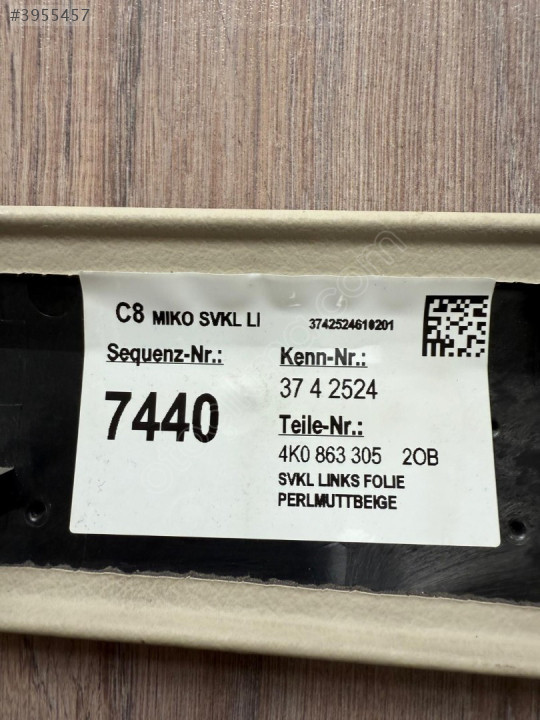 #3955457
C8 MIKO SVKL LI
3742524610201
Sequenz-Nr.:
7440
Kenn-Nr.:
37 4 2524
Teile-Nr.:
4K0 863 305 2OB
SVKL LINKS FOLIE
PERLMUTTBEIGE